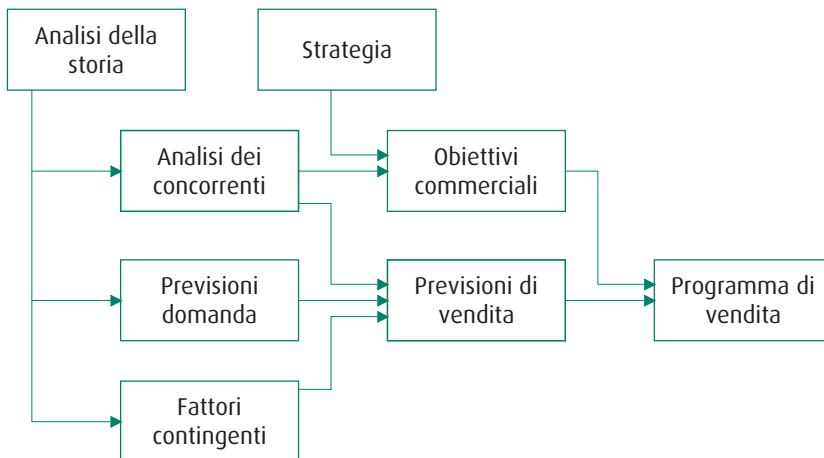 Analisi della
storia
Strategia
Analisi dei
concorrenti
Obiettivi
commerciali
Previsioni
domanda
Previsioni di
vendita
Programma di
vendita
Fattori
contingenti